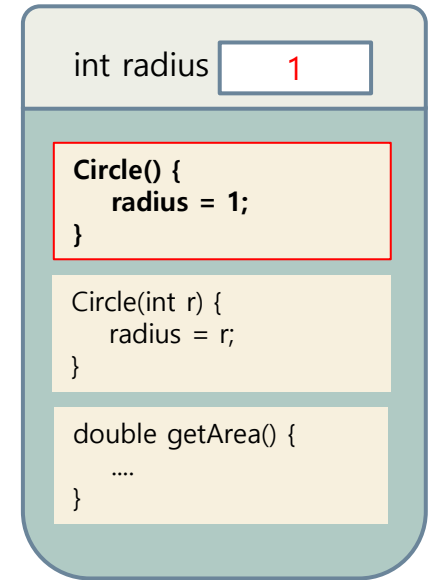 int radius 1
Circle() {
radius = 1;
}
Circle(int r) {
radius = r;
}
double getArea() {
....
}